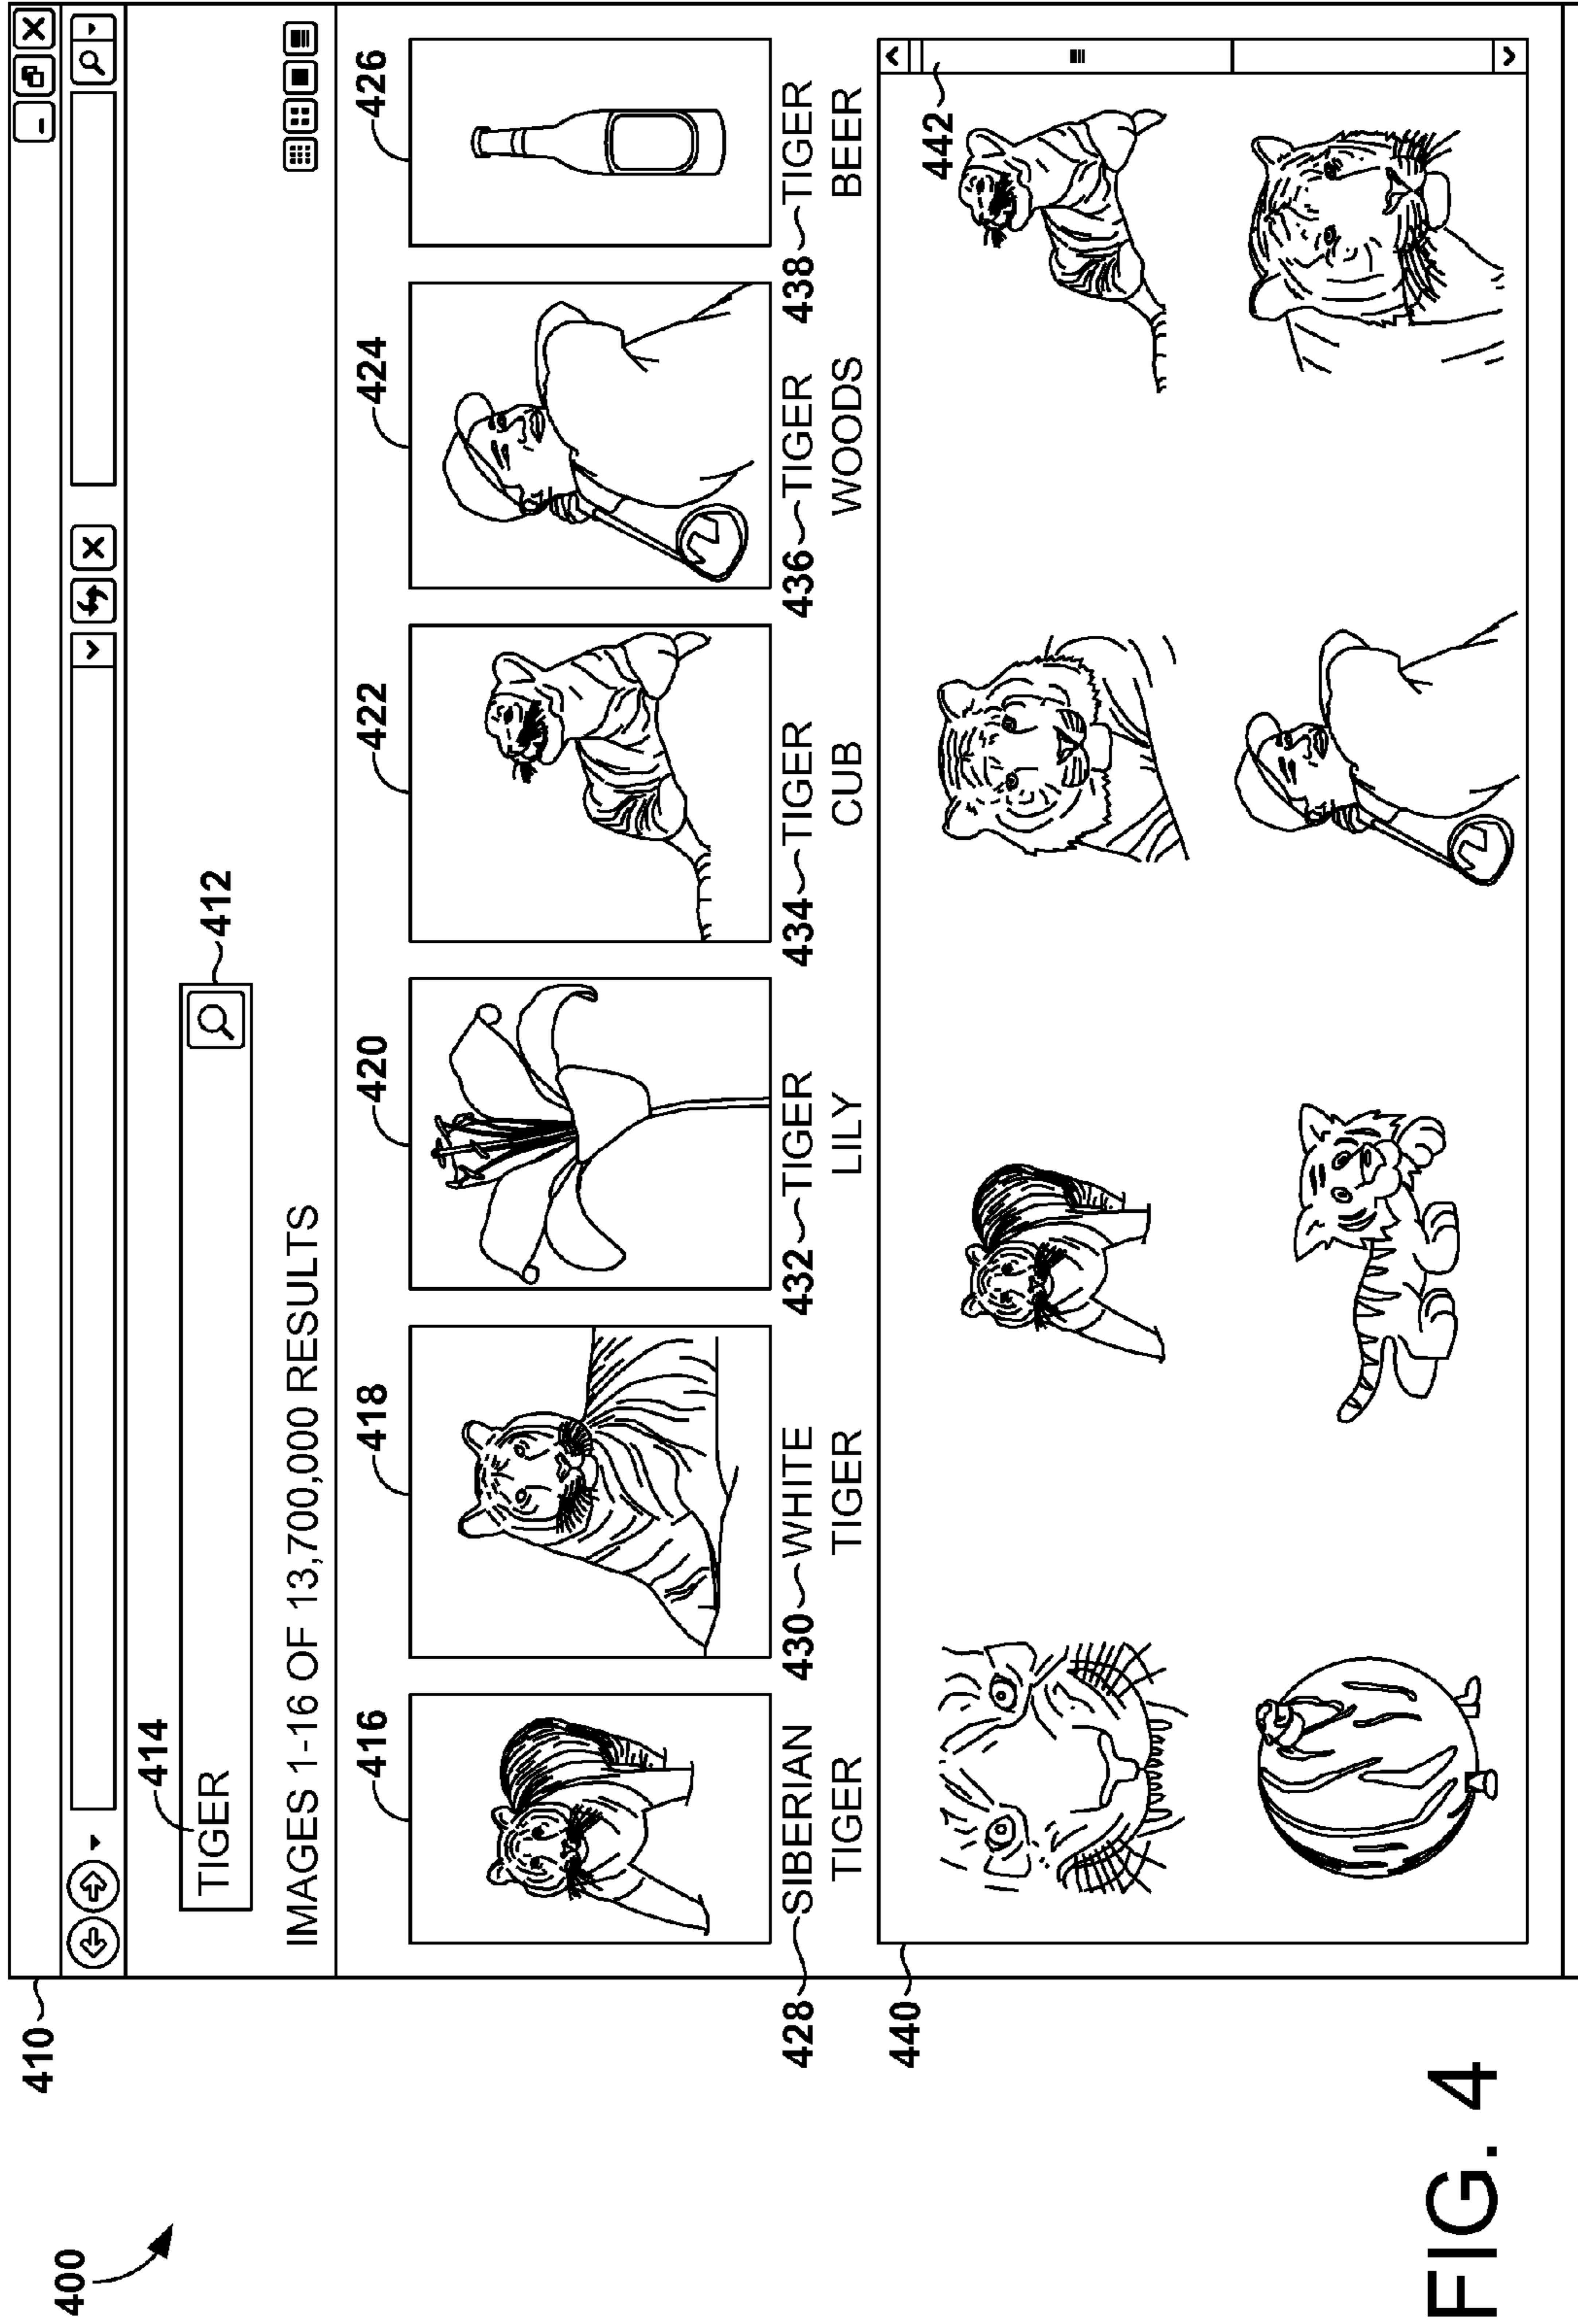 400
410
414
TIGER
412
IMAGES 1-16 OF 13,700,000 RESULTS
416
418
420
422
424
426
428 SIBERIAN
TIGER
430 WHITE
TIGER
432 TIGER
LILY
434 TIGER
CUB
436 TIGER
WOODS
438 TIGER
BEER
440
442
FIG. 4